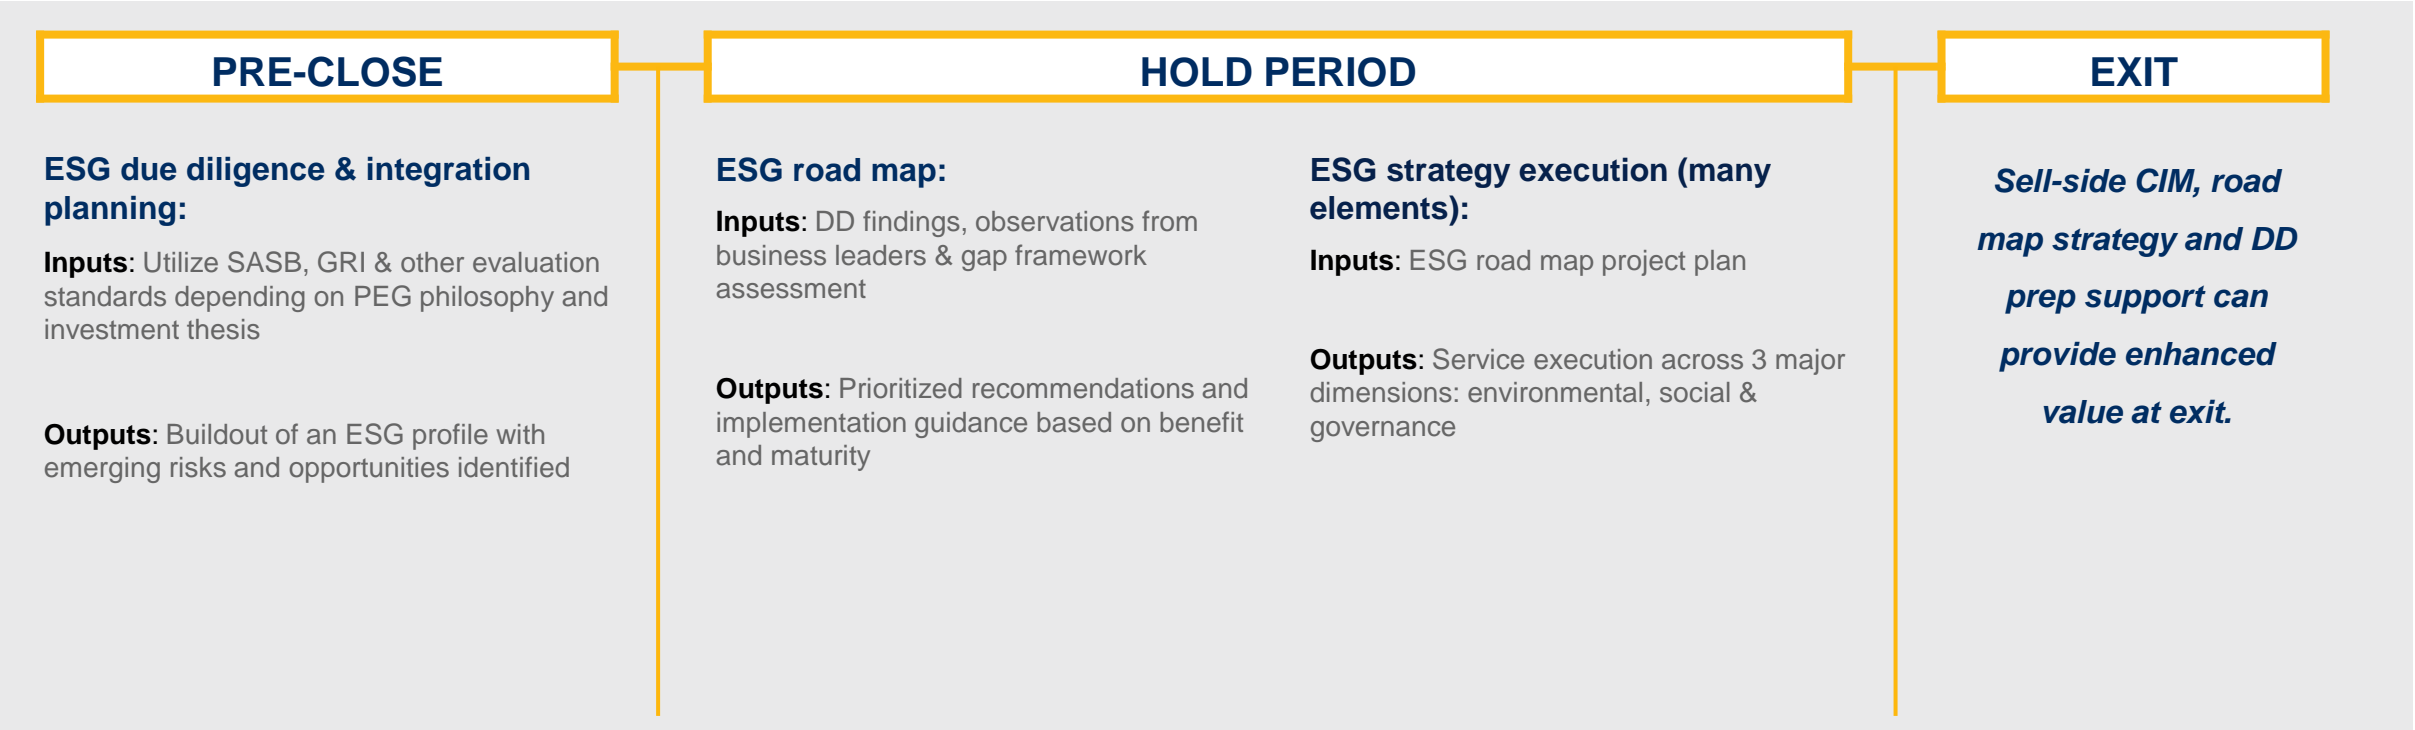 PRE-CLOSE
ESG due diligence & integration
planning:
Inputs: Utilize SASB, GRI & other evaluation
standards depending on PEG philosophy and
investment thesis
Outputs: Buildout of an ESG profile with
emerging risks and opportunities identified
HOLD PERIOD
ESG road map:
Inputs: DD findings, observations from
business leaders & gap framework
assessment
Outputs: Prioritized recommendations and
implementation guidance based on benefit
and maturity
ESG strategy execution (many
elements):
Inputs: ESG road map project plan
Outputs: Service execution across 3 major
dimensions: environmental, social &
governance
EXIT
Sell-side CIM, road
map strategy and DD
prep support can
provide enhanced
value at exit.